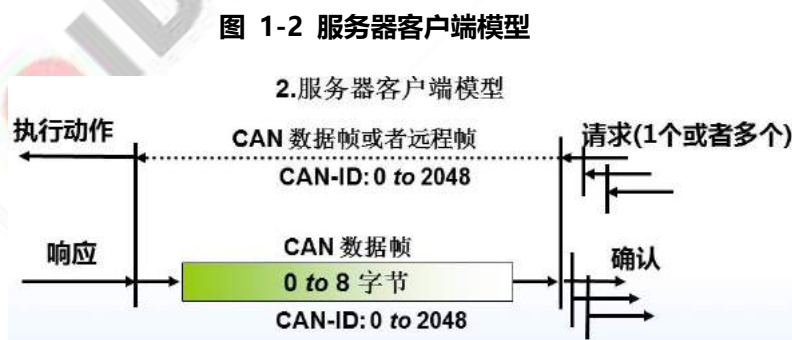 图 1-2 服务器客户端模型
2.服务器客户端模型
执行动作
CAN 数据帧或者远程帧
请求(1个或者多个)
CAN-ID: 0 to 2048
响应
CAN 数据帧
确认
0 to 8 字节
CAN-ID: 0 to 2048